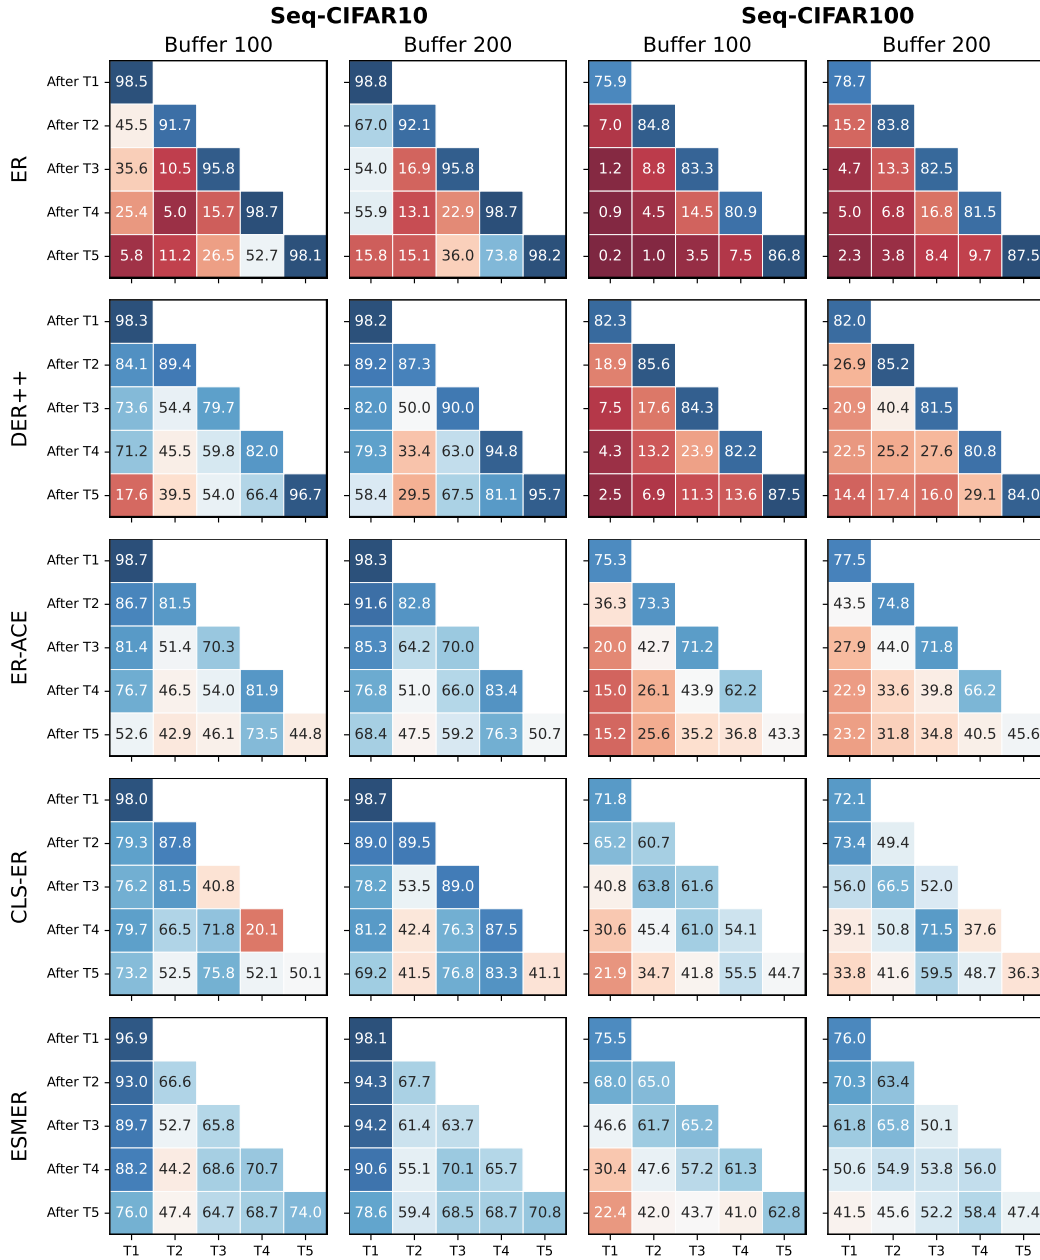 Seq-CIFAR10 Seq-CIFAR100
Buffer 100 Buffer 200 Buffer 100 Buffer 200
ER
After T1 98.5 98.8 75.9 78.7
After T2 45.5 91.7 67.0 92.1 7.0 84.8 15.2 83.8
After T3 35.6 10.5 95.8 54.0 16.9 95.8 1.2 8.8 83.3 4.7 13.3 82.5
After T4 25.4 5.0 15.7 98.7 55.9 13.1 22.9 98.7 0.9 4.5 14.5 80.9 5.0 6.8 16.8 81.5
After T5 5.8 11.2 26.5 52.7 98.1 15.8 15.1 36.0 73.8 98.2 0.2 1.0 3.5 7.5 86.8 2.3 3.8 8.4 9.7 87.5
DER++
After T1 98.3 98.2 82.3 82.0
After T2 84.1 89.4 89.2 87.3 18.9 85.6 26.9 85.2
After T3 73.6 54.4 79.7 82.0 50.0 90.0 7.5 17.6 84.3 20.9 40.4 81.5
After T4 71.2 45.5 59.8 82.0 79.3 33.4 63.0 94.8 4.3 13.2 23.9 82.2 22.5 25.2 27.6 80.8
After T5 17.6 39.5 54.0 66.4 96.7 58.4 29.5 67.5 81.1 95.7 2.5 6.9 11.3 13.6 87.5 14.4 17.4 16.0 29.1 84.0
ER-ACE
After T1 98.7 98.3 75.3 77.5
After T2 86.7 81.5 91.6 82.8 36.3 73.3 43.5 74.8
After T3 81.4 51.4 70.3 85.3 64.2 70.0 20.0 42.7 71.2 27.9 44.0 71.8
After T4 76.7 46.5 54.0 81.9 76.8 51.0 66.0 83.4 15.0 26.1 43.9 62.2 22.9 33.6 39.8 66.2
After T5 52.6 42.9 46.1 73.5 44.8 68.4 47.5 59.2 76.3 50.7 15.2 25.6 35.2 36.8 43.3 23.2 31.8 34.8 40.5 45.6
CLS-ER
After T1 98.0 98.7 71.8 72.1
After T2 79.3 87.8 89.0 89.5 65.2 60.7 73.4 49.4
After T3 76.2 81.5 40.8 78.2 53.5 89.0 40.8 63.8 61.6 56.0 66.5 52.0
After T4 79.7 66.5 71.8 20.1 81.2 42.4 76.3 87.5 30.6 45.4 61.0 54.1 39.1 50.8 71.5 37.6
After T5 73.2 52.5 75.8 52.1 50.1 69.2 41.5 76.8 83.3 41.1 21.9 34.7 41.8 55.5 44.7 33.8 41.6 59.5 48.7 36.3
ESMER
After T1 96.9 98.1 75.5 76.0
After T2 93.0 66.6 94.3 67.7 68.0 65.0 70.3 63.4
After T3 89.7 52.7 65.8 94.2 61.4 63.7 46.6 61.7 65.2 61.8 65.8 50.1
After T4 88.2 44.2 68.6 70.7 90.6 55.1 70.1 65.7 30.4 47.6 57.2 61.3 50.6 54.9 53.8 56.0
After T5 76.0 47.4 64.7 68.7 74.0 78.6 59.4 68.5 68.7 70.8 22.4 42.0 43.7 41.0 62.8 41.5 45.6 52.2 58.4 47.4
T1 T2 T3 T4 T5 T1 T2 T3 T4 T5 T1 T2 T3 T4 T5 T1 T2 T3 T4 T5